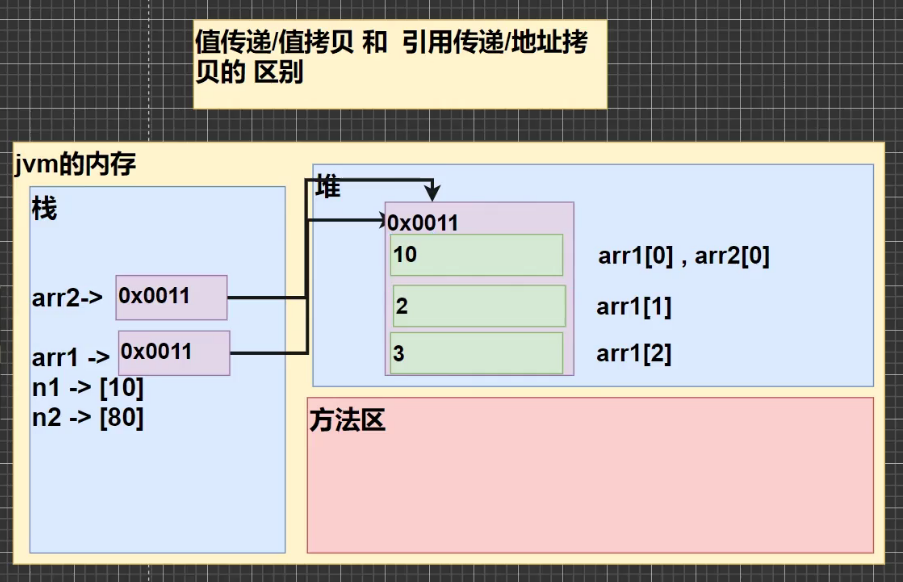 值传递/值拷贝 和  引用传递/地址拷
贝的 区别
jvm的内存
栈
堆
0x0011
10
arr1[0] , arr2[0]
arr2->
0x0011
2
arr1[1]
arr1 ->
0x0011
3
arr1[2]
n1 -> [10]
n2 -> [80]
方法区